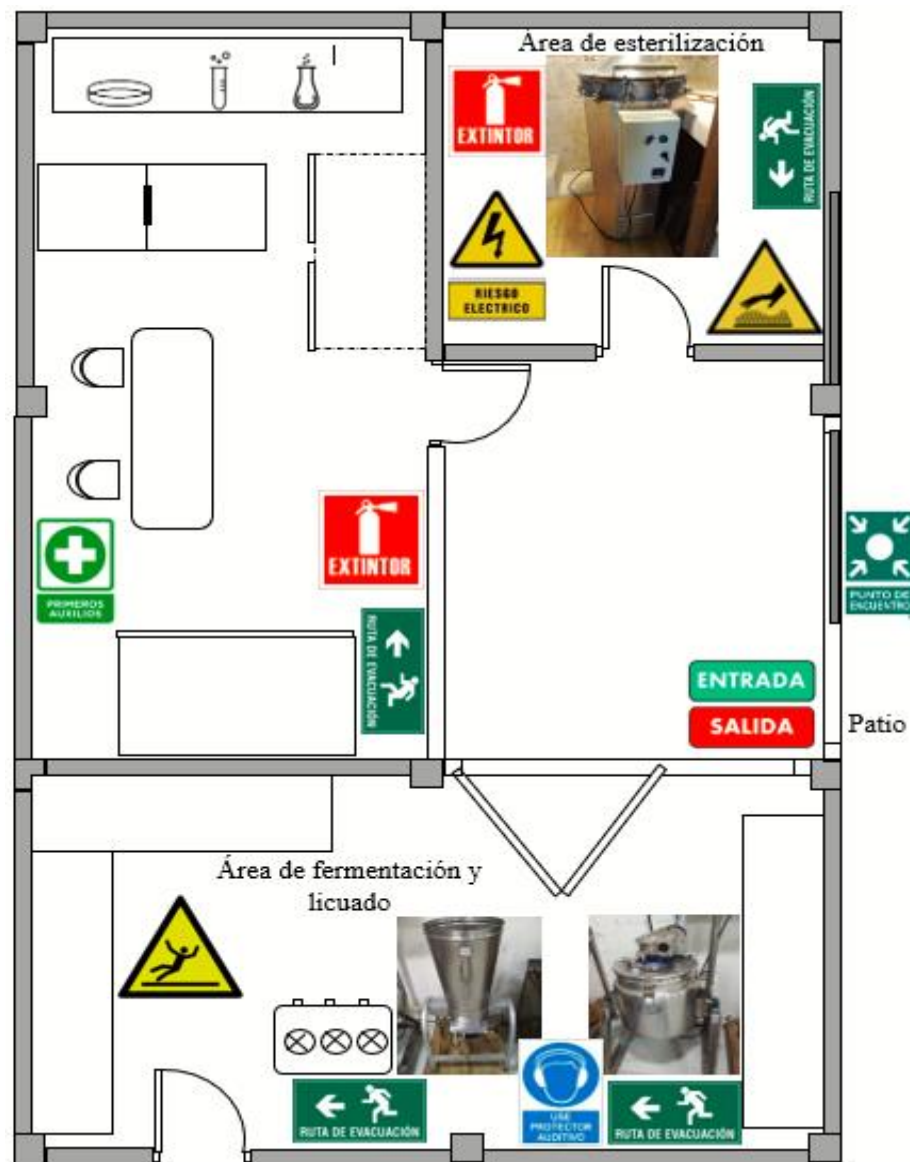 Área de esterilización
EXTINTOR
RUTA DE EVACUACIÓN
RIESGO
ELECTRICO
EXTINTOR
PRIMEROS
AUXILIOS
RUTA DE EVACUACIÓN
PUNTO DE
ENCUENTRO
ENTRADA
SALIDA
Patio
Área de fermentación y
licuado
USE
PROTECTOR
AUDITIVO
RUTA DE EVACUACIÓN
RUTA DE EVACUACIÓN